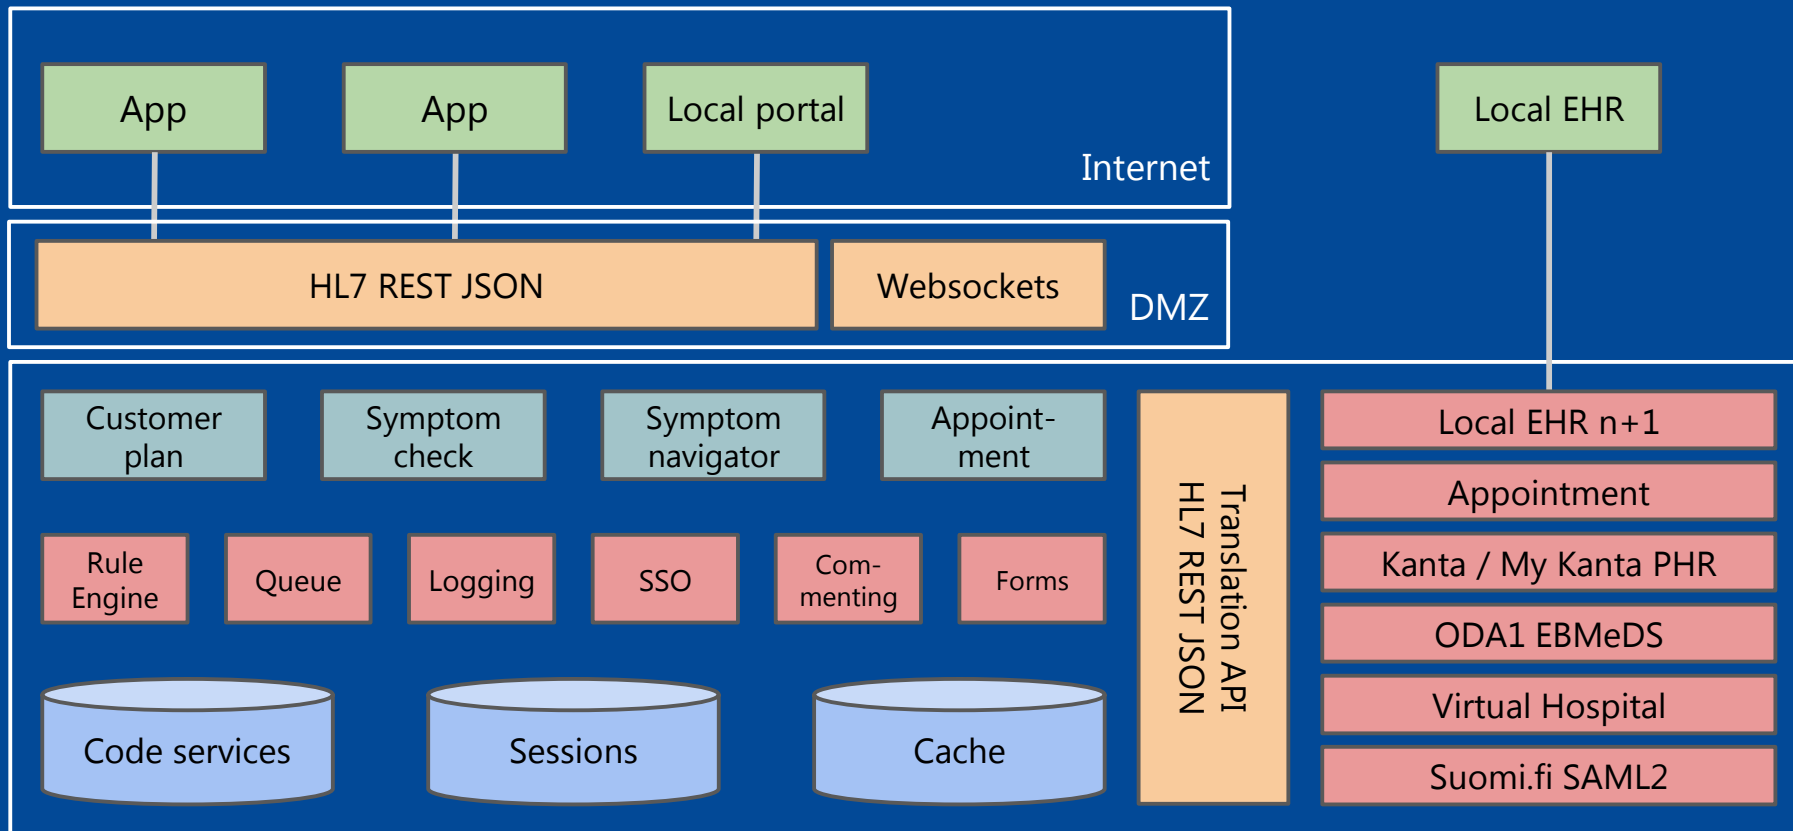 App
App
Local portal
Local EHR
Internet
HL7 REST JSON
Websockets
DMZ
Customer
plan
Symptom
check
Symptom
navigator
Appoint-
ment
Rule
Engine
Queue
Logging
SSO
Com-
menting
Forms
Code services
Sessions
Cache
Translation API
HL7 REST JSON
Local EHR n+1
Appointment
Kanta / My Kanta PHR
ODA1 EBMeDS
Virtual Hospital
Suomi.fi SAML2